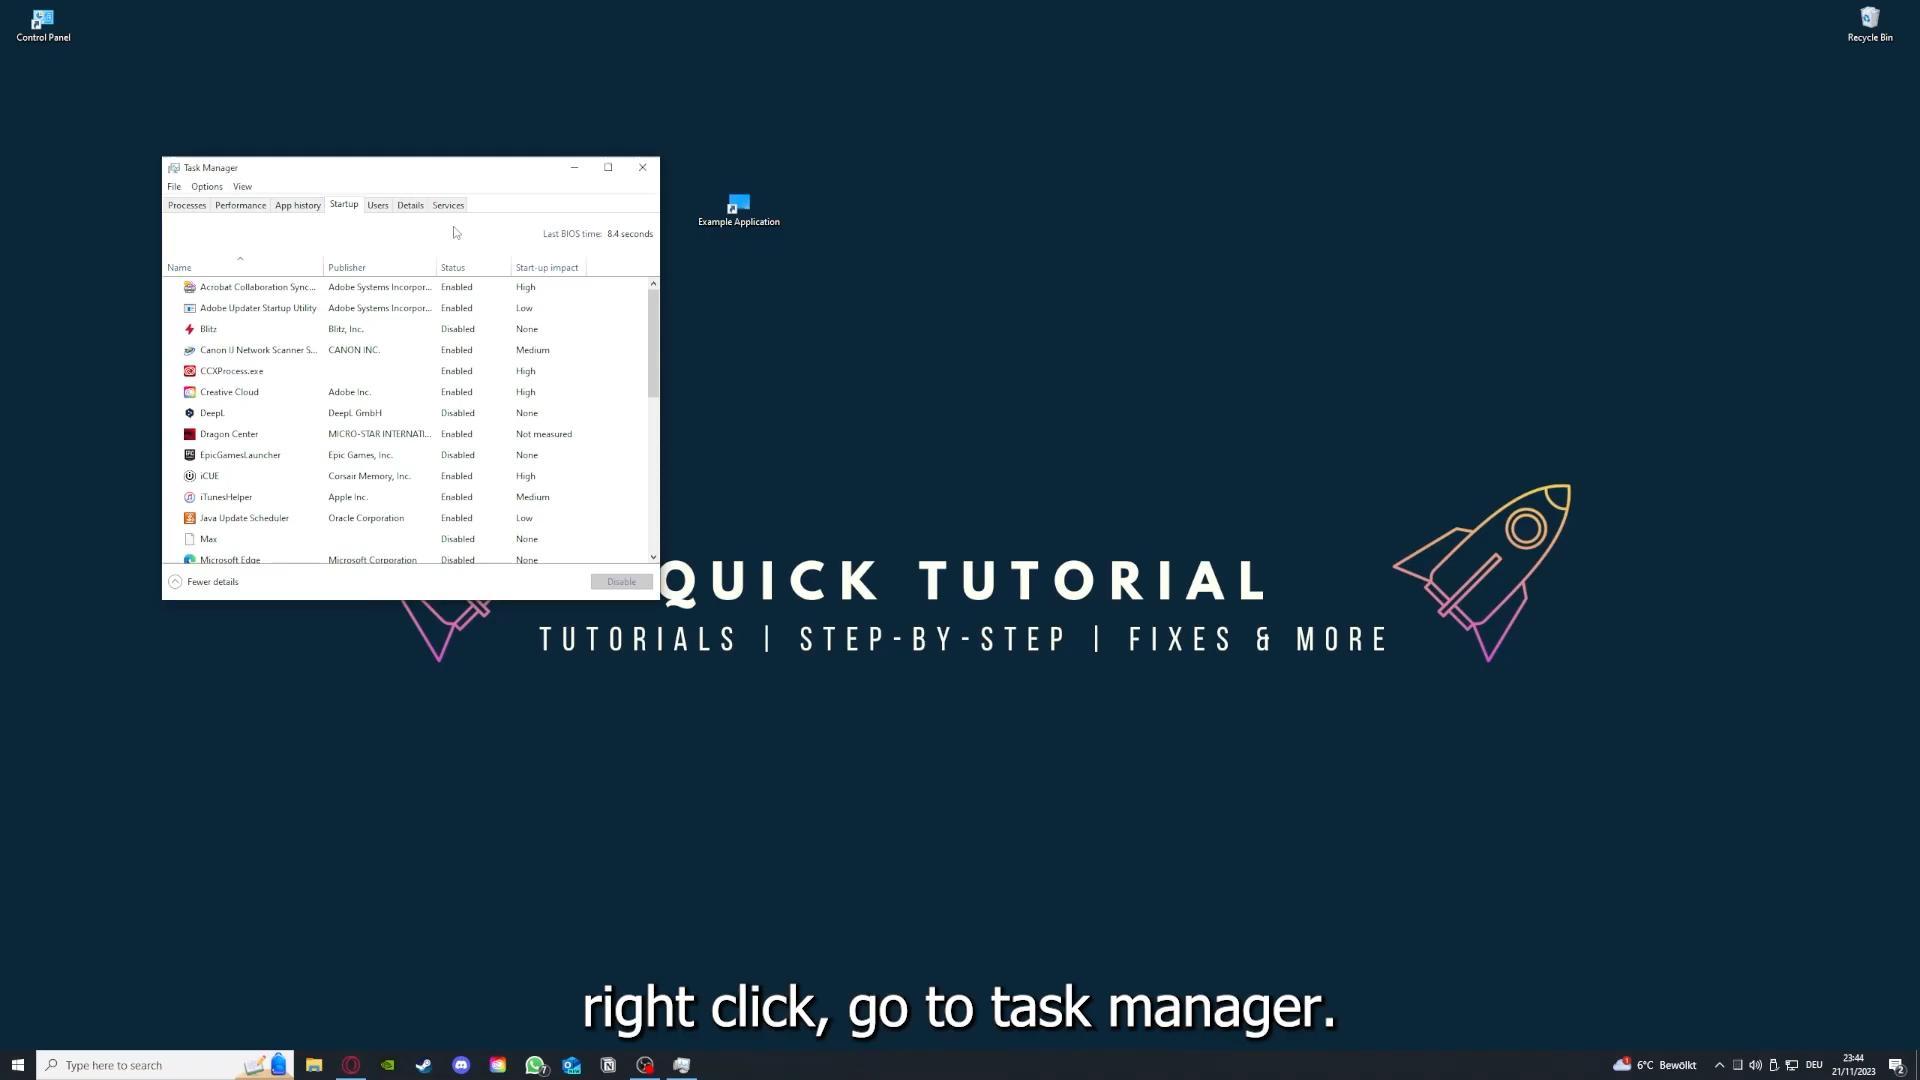 Control Panel
Recycle Bin
Task Manager
File Options View
Processes Performance App history Startup Users Details Services
Example Application
Last BIOS time: 8.4 seconds
Name Publisher Status Start-up impact
Acrobat Collaboration Sync... Adobe Systems Incorpor... Enabled High
Adobe Updater Startup Utility Adobe Systems Incorpor... Enabled Low
Blitz Blitz, Inc. Disabled None
Canon IJ Network Scanner S... CANON INC. Enabled Medium
CCXProcess.exe Enabled High
Creative Cloud Adobe Inc. Enabled High
DeepL DeepL GmbH Disabled None
Dragon Center MICRO-STAR INTERNATI... Enabled Not measured
EpicGamesLauncher Epic Games, Inc. Disabled None
iCUE Corsair Memory, Inc. Enabled High
iTunesHelper Apple Inc. Enabled Medium
Java Update Scheduler Oracle Corporation Enabled Low
Max Disabled None
Microsoft Edge Microsoft Corporation Disabled None
Fewer details Disable
QUICK TUTORIAL
TUTORIALS | STEP-BY-STEP | FIXES & MORE
right click, go to task manager.
Type here to search
6°C Bewölkt
DEU
23:44
21/11/2023